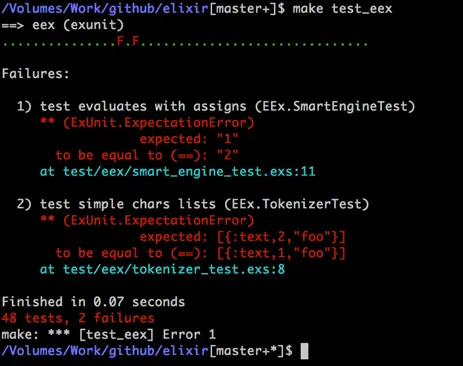 /Volumes/Work/github/elixir[master+]$ make test_eex
==> eex (exunit)
...............F.F..............................
Failures:
1) test evaluates with assigns (EEx.SmartEngineTest)
** (ExUnit.ExpectationError)
expected: "1"
to be equal to (==): "2"
at test/eex/smart_engine_test.exs:11
2) test simple chars lists (EEx.TokenizerTest)
** (ExUnit.ExpectationError)
expected: [{:text,2,"foo"}]
to be equal to (==): [{:text,1,"foo"}]
at test/eex/tokenizer_test.exs:8
Finished in 0.07 seconds
48 tests, 2 failures
make: *** [test_eex] Error 1
/Volumes/Work/github/elixir[master+*]$